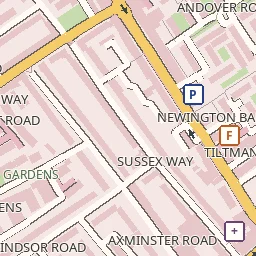 ANDOVER RO
P
WAY
NEWINGTON BA
ROAD
F
TILTMAN
SUSSEX WAY
GARDENS
ENS
INDSOR ROAD
AXMINSTER ROAD